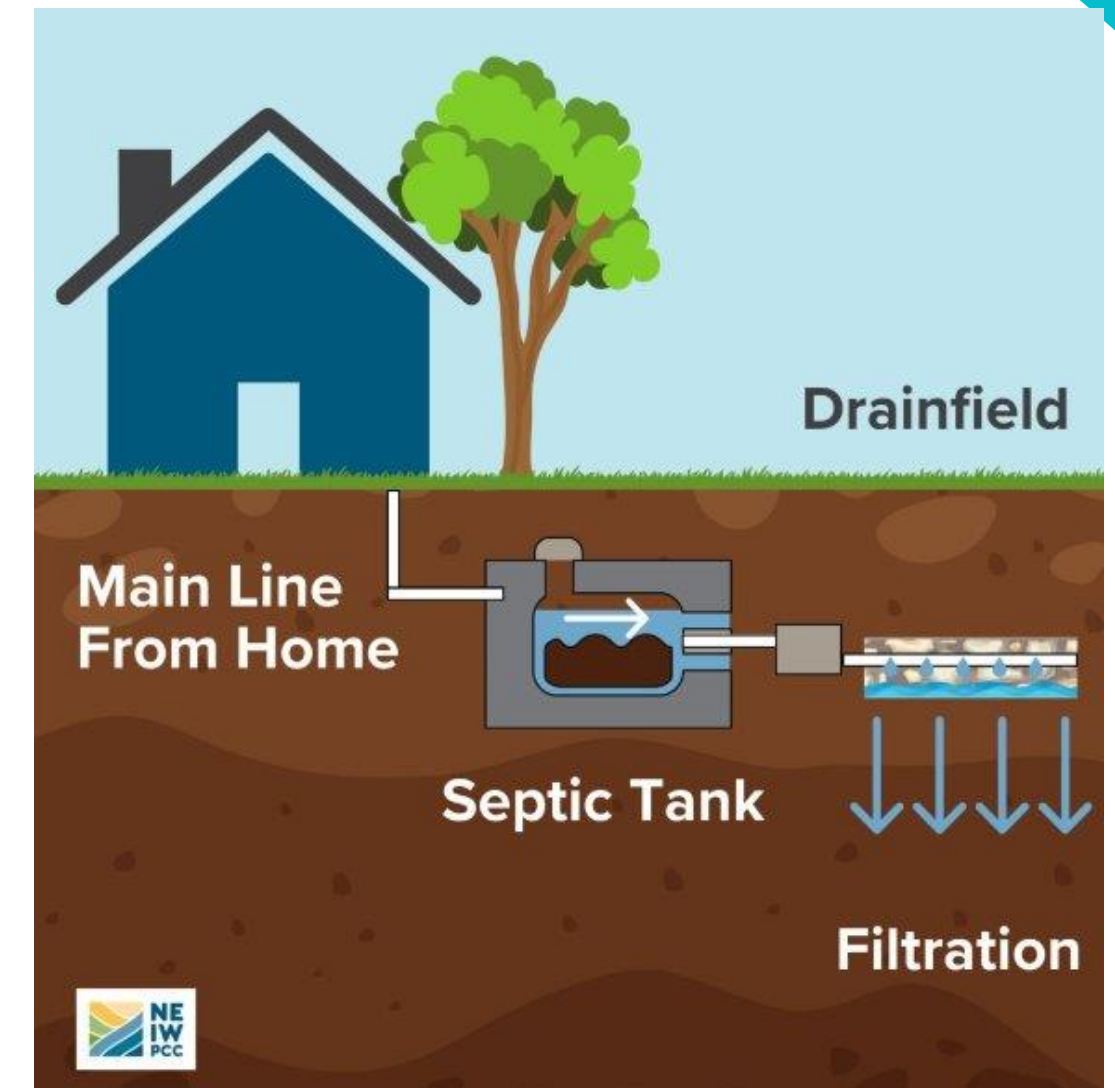 Drainfield
Main Line
From Home
Septic Tank
Filtration
NE
IW
PCC